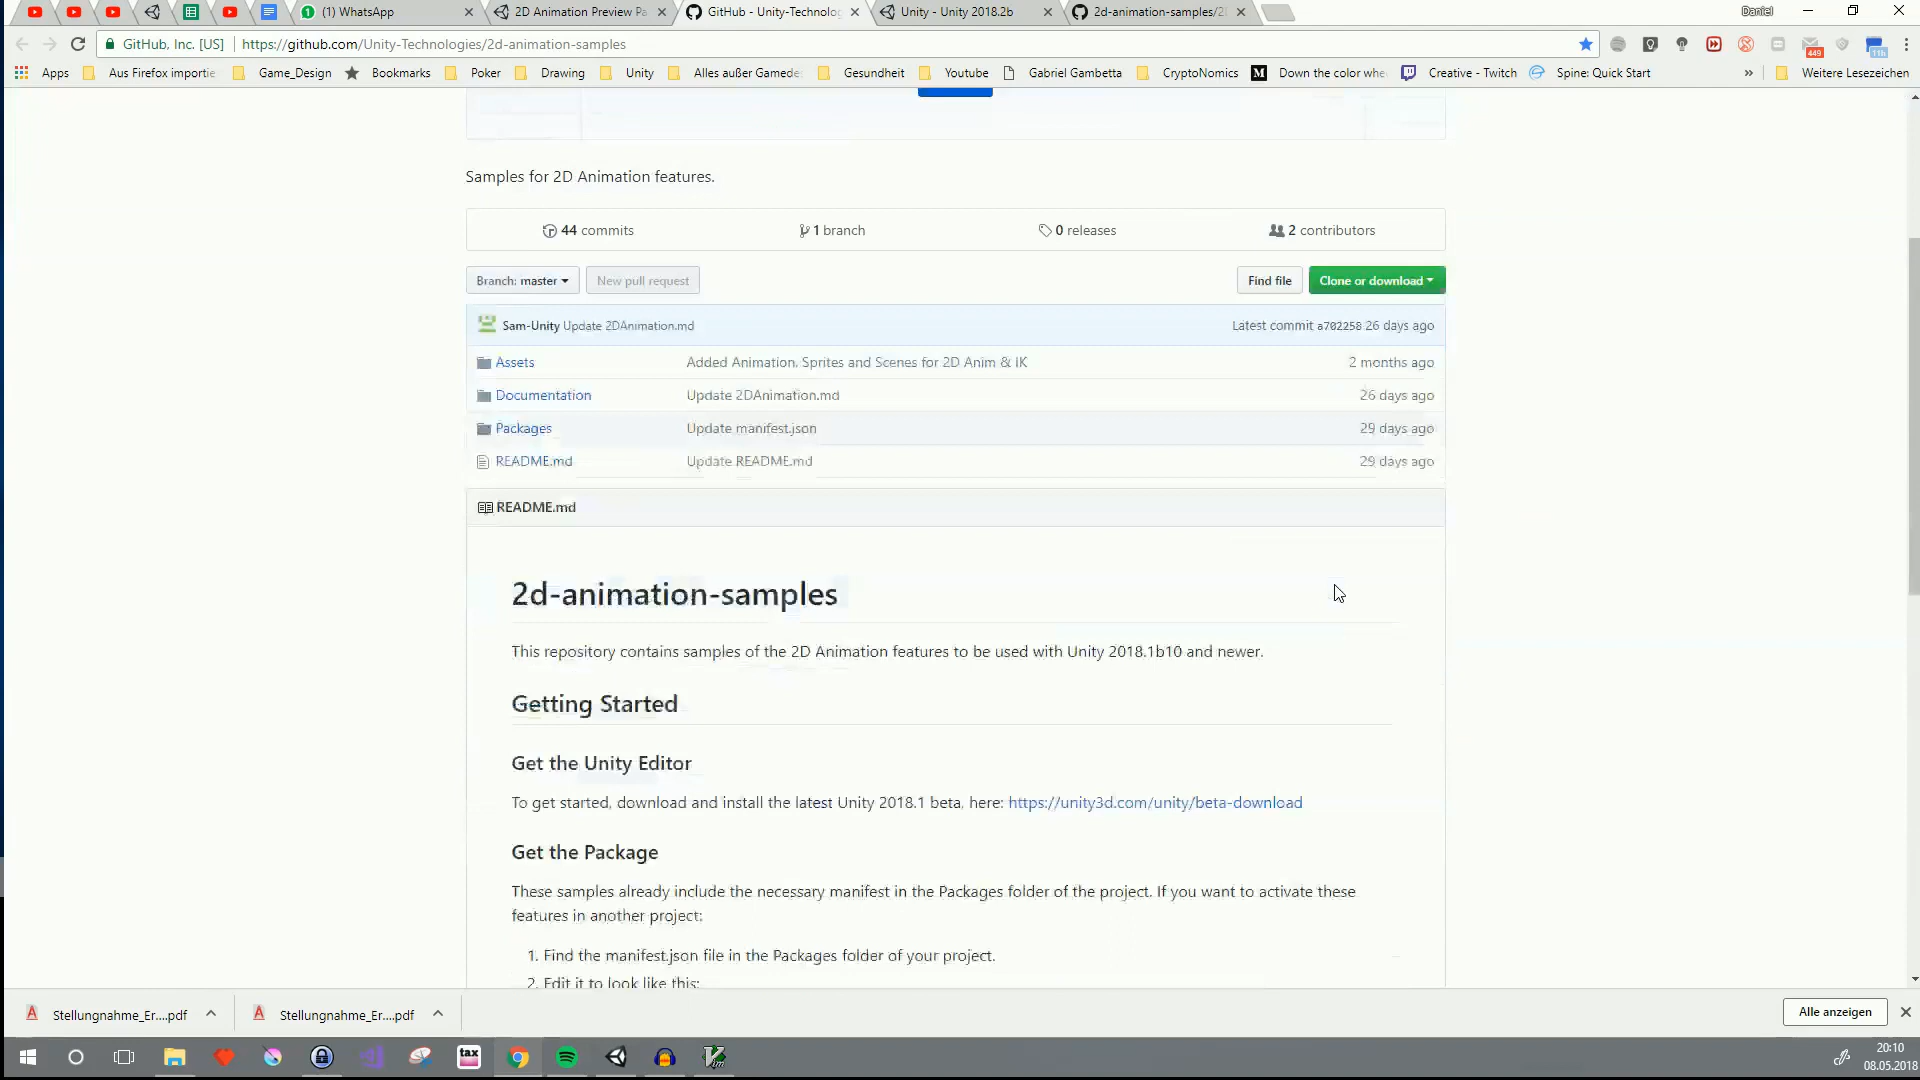 (1) WhatsApp
2D Animation Preview Pa
GitHub - Unity-Technolog
Unity - Unity 2018.2b
2d-animation-samples/2
Daniel
GitHub, Inc. [US]
https://github.com/Unity-Technologies/2d-animation-samples
449
11h
Apps
Aus Firefox importie
Game_Design
Bookmarks
Poker
Drawing
Unity
Alles außer Gamede
Gesundheit
Youtube
Gabriel Gambetta
CryptoNomics
M
Down the color whe
Creative - Twitch
Spine: Quick Start
»
Weitere Lesezeichen
Samples for 2D Animation features.
44 commits
1 branch
0 releases
2 contributors
Branch: master
New pull request
Find file
Clone or download
Sam-Unity Update 2DAnimation.md
Latest commit a702258 26 days ago
Assets
Added Animation, Sprites and Scenes for 2D Anim & IK
2 months ago
Documentation
Update 2DAnimation.md
26 days ago
Packages
Update manifest.json
29 days ago
README.md
Update README.md
29 days ago
README.md
2d-animation-samples
This repository contains samples of the 2D Animation features to be used with Unity 2018.1b10 and newer.
Getting Started
Get the Unity Editor
To get started, download and install the latest Unity 2018.1 beta, here: https://unity3d.com/unity/beta-download
Get the Package
These samples already include the necessary manifest in the Packages folder of the project. If you want to activate these
features in another project:
1. Find the manifest.json file in the Packages folder of your project.
2. Edit it to look like this:
Stellungnahme_Er....pdf
Stellungnahme_Er....pdf
Alle anzeigen
tax
20:10
08.05.2018